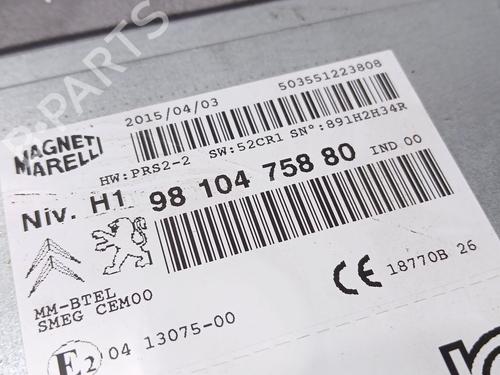 B-PARTS
503551223808
2015/04/03
MAGNETI
MARELLI
HW:PRS2-2 SW:52CR1 SN°:891H2H34R
Niv. H1 98 104 758 80 IND 00
MM-BTEL
SMEG CEM00
CE 18770B 26
E2 04 13075-00